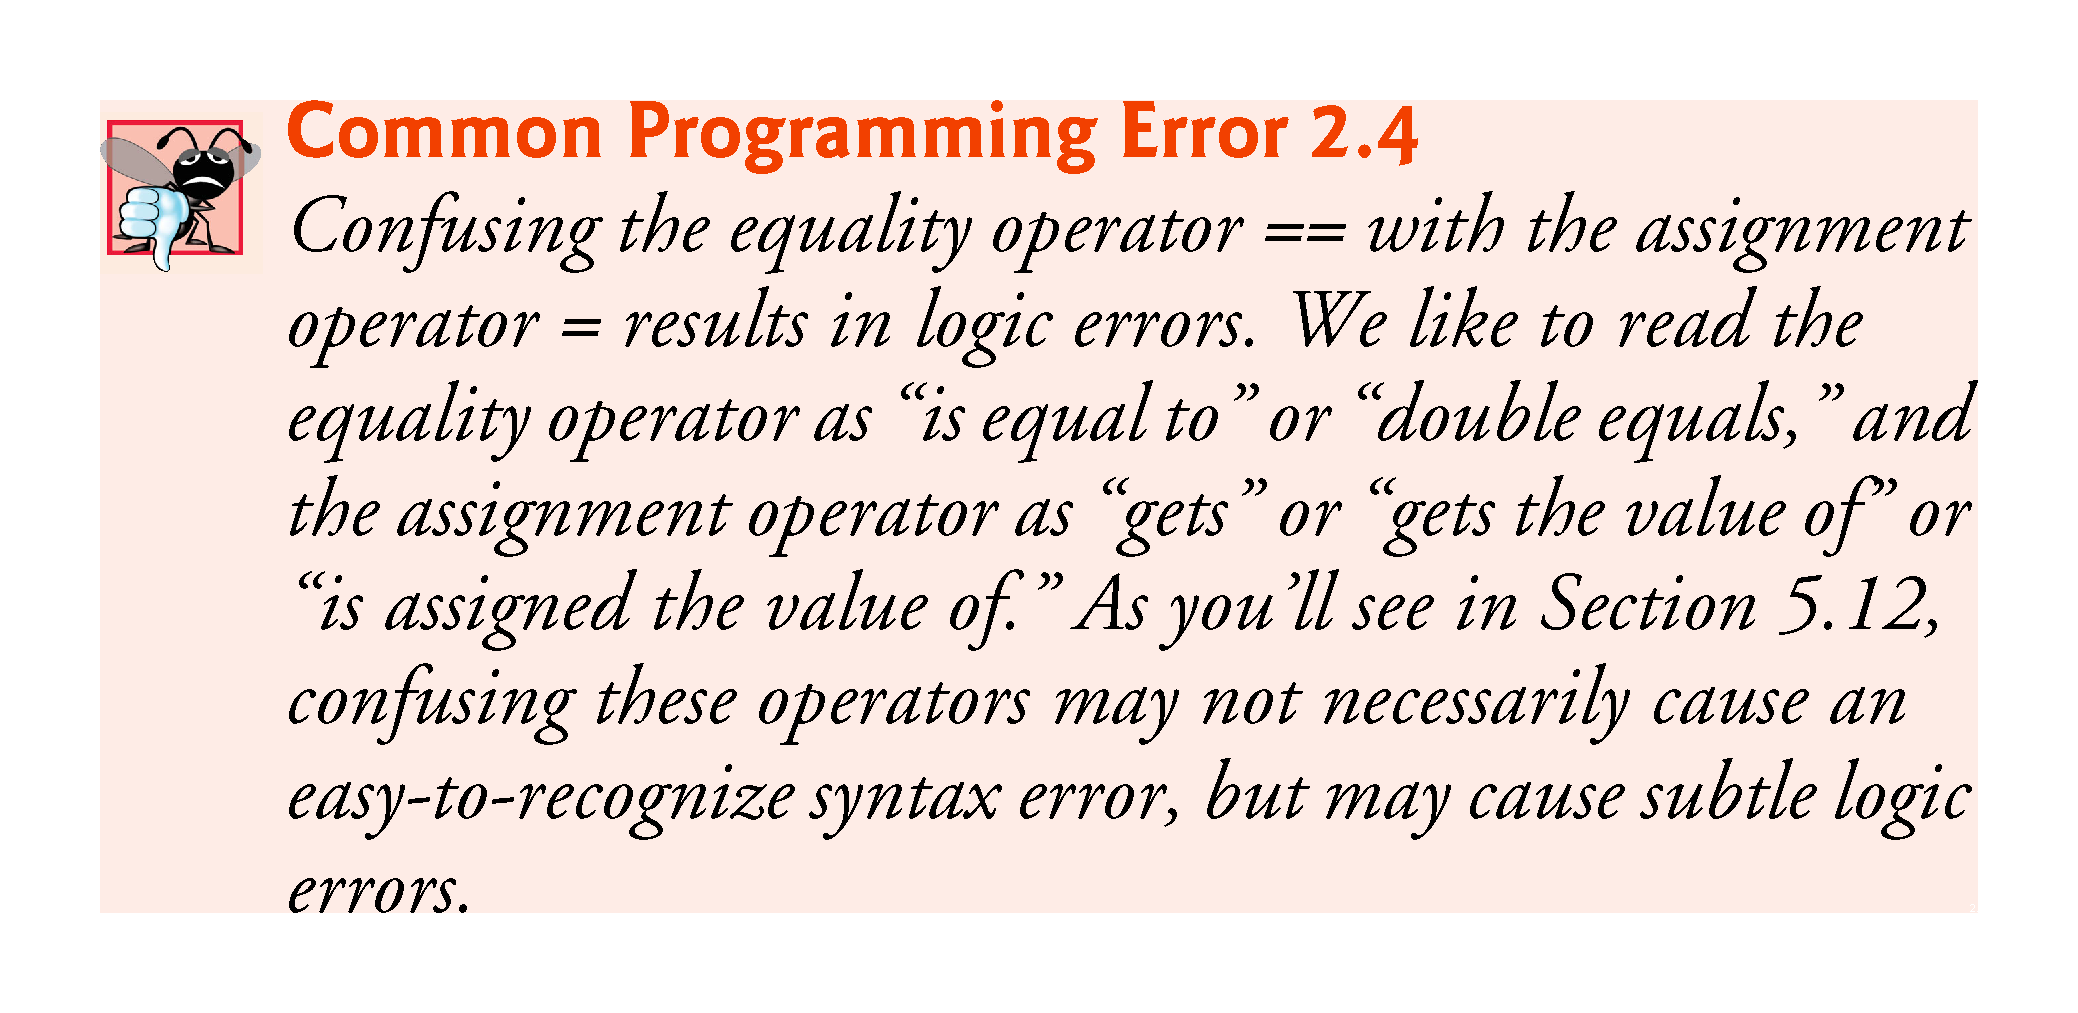 Common Programming Error 2.4
Confusing the equality operator == with the assignment
operator = results in logic errors. We like to read the
equality operator as “is equal to” or “double equals,” and
the assignment operator as “gets” or “gets the value of” or
“is assigned the value of.” As you’ll see in Section 5.12,
confusing these operators may not necessarily cause an
easy-to-recognize syntax error, but may cause subtle logic
errors.